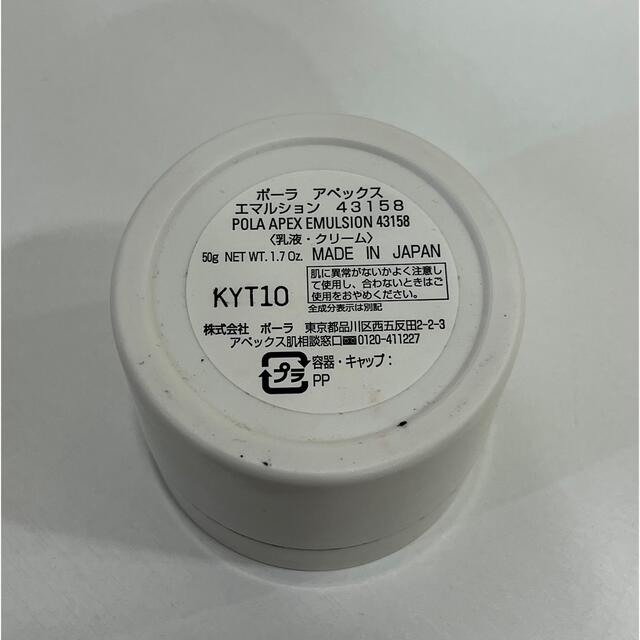 ポーラ アペックス
エマルション 43158
POLA APEX EMULSION 43158
〈乳液・クリーム〉
50g NET WT. 1.7 Oz. MADE IN JAPAN
KYT10
肌に異常がないかよく注意し
て使用し、合わないときはご
使用をおやめください。
全成分表示は別記
株式会社 ポーラ 東京都品川区西五反田2-2-3
アペックス肌相談窓口 0120-411227
プラ
容器・キャップ:
PP